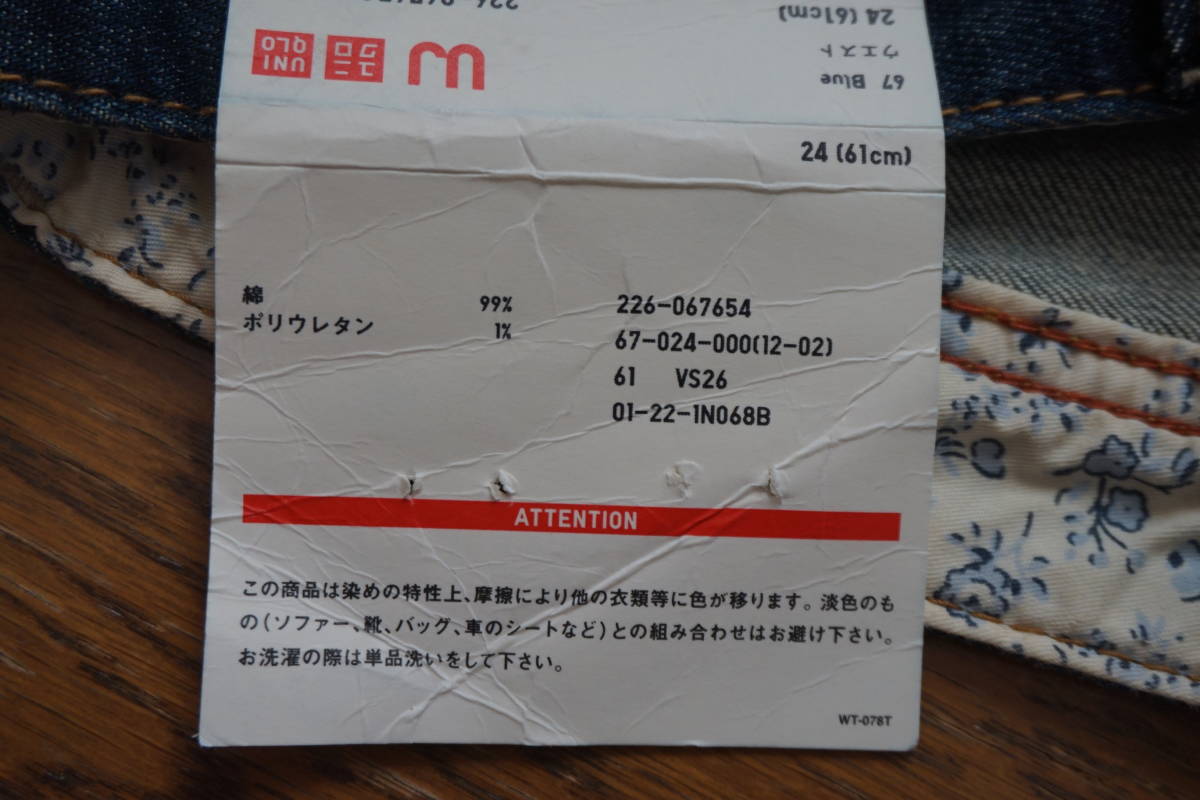 24 (61cm)
ウエスト
67 Blue
UNI
QLO
ユニ
クロ
24 (61cm)
綿 99%
ポリウレタン 1%
226-067654
67-024-000(12-02)
61 VS26
01-22-1N068B
ATTENTION
この商品は染めの特性上、摩擦により他の衣類等に色が移ります。淡色のも
の(ソファー、靴、バッグ、車のシートなど)との組み合わせはお避け下さい。
お洗濯の際は単品洗いをして下さい。
WT-078T